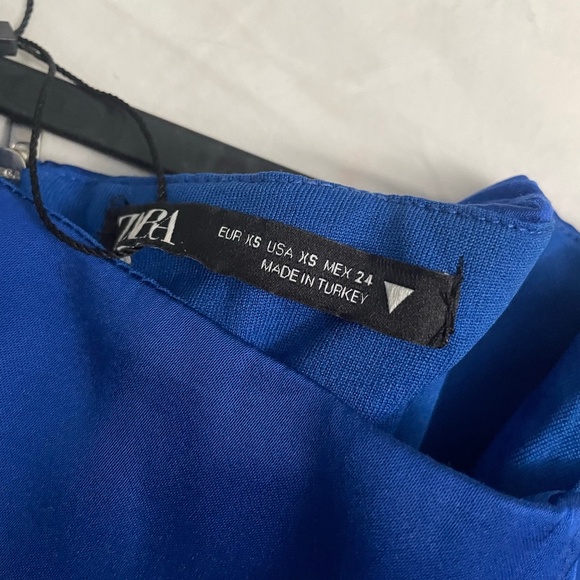 ZARA
EUR XS USA XS MEX 24
MADE IN TURKEY